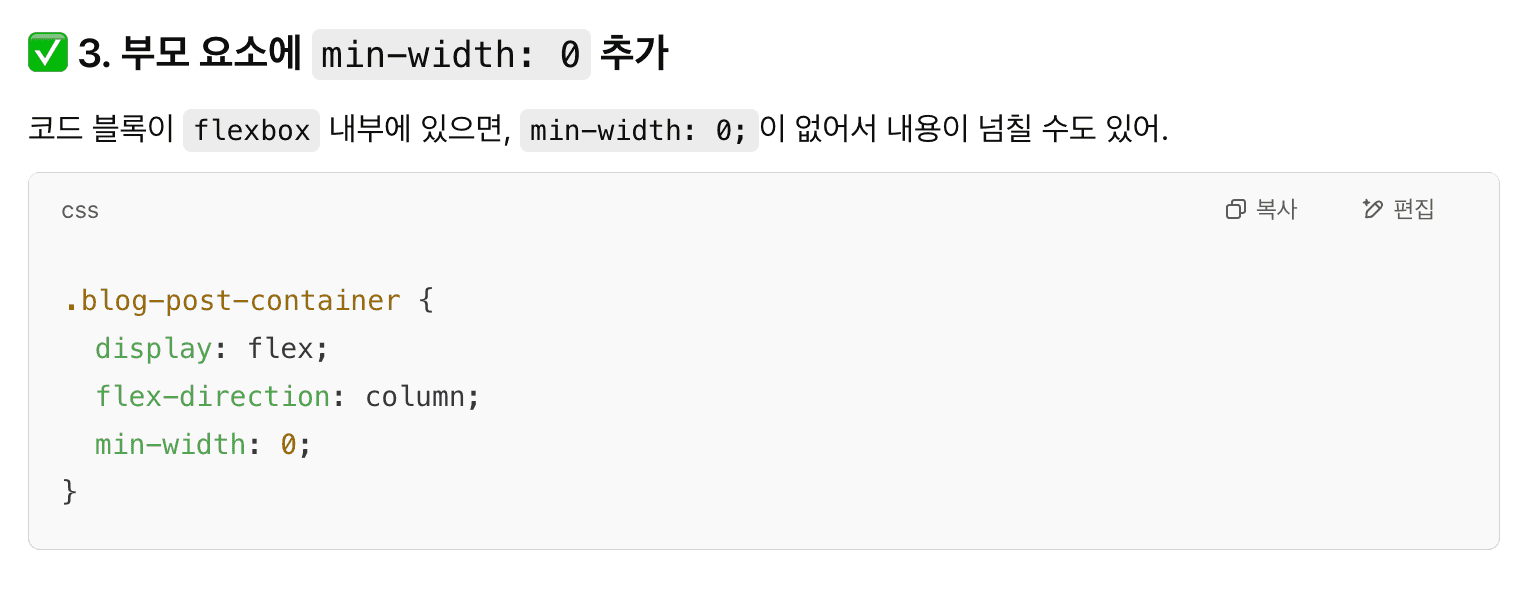 ✅ 3. 부모 요소에 min-width: 0 추가
코드 블록이 flexbox 내부에 있으면, min-width: 0;이 없어서 내용이 넘칠 수도 있어.
css 복사 편집
.blog-post-container {
  display: flex;
  flex-direction: column;
  min-width: 0;
}